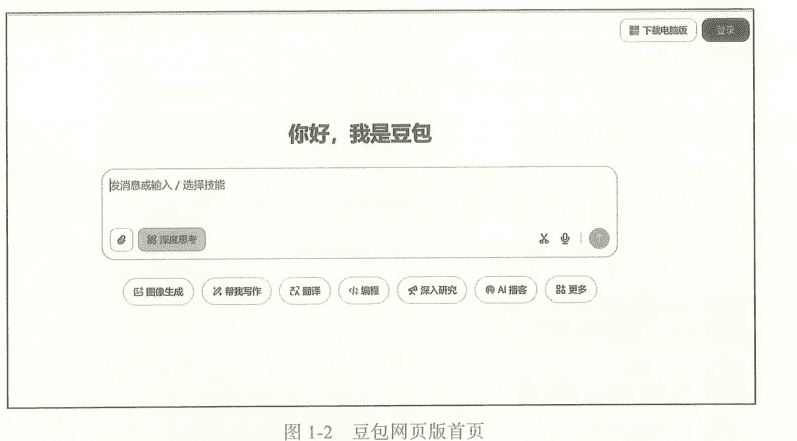 下载电脑版 登录
你好，我是豆包
发消息或输入 / 选择技能
深度思考
图像生成 帮我写作 翻译 编程 深入研究 AI 播客 更多
图 1-2 豆包网页版首页